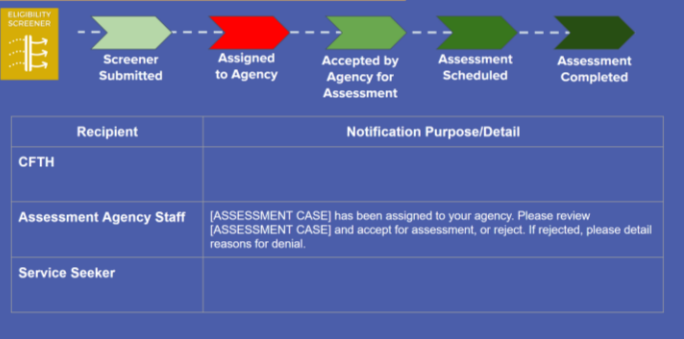 ELIGIBILITY
SCREENER
Screener
Submitted
Assigned
to Agency
Accepted by
Agency for
Assessment
Assessment
Scheduled
Assessment
Completed
Recipient
Notification Purpose/Detail
CFTH
Assessment Agency Staff
[ASSESSMENT CASE] has been assigned to your agency. Please review
[ASSESSMENT CASE] and accept for assessment, or reject. If rejected, please detail
reasons for denial.
Service Seeker